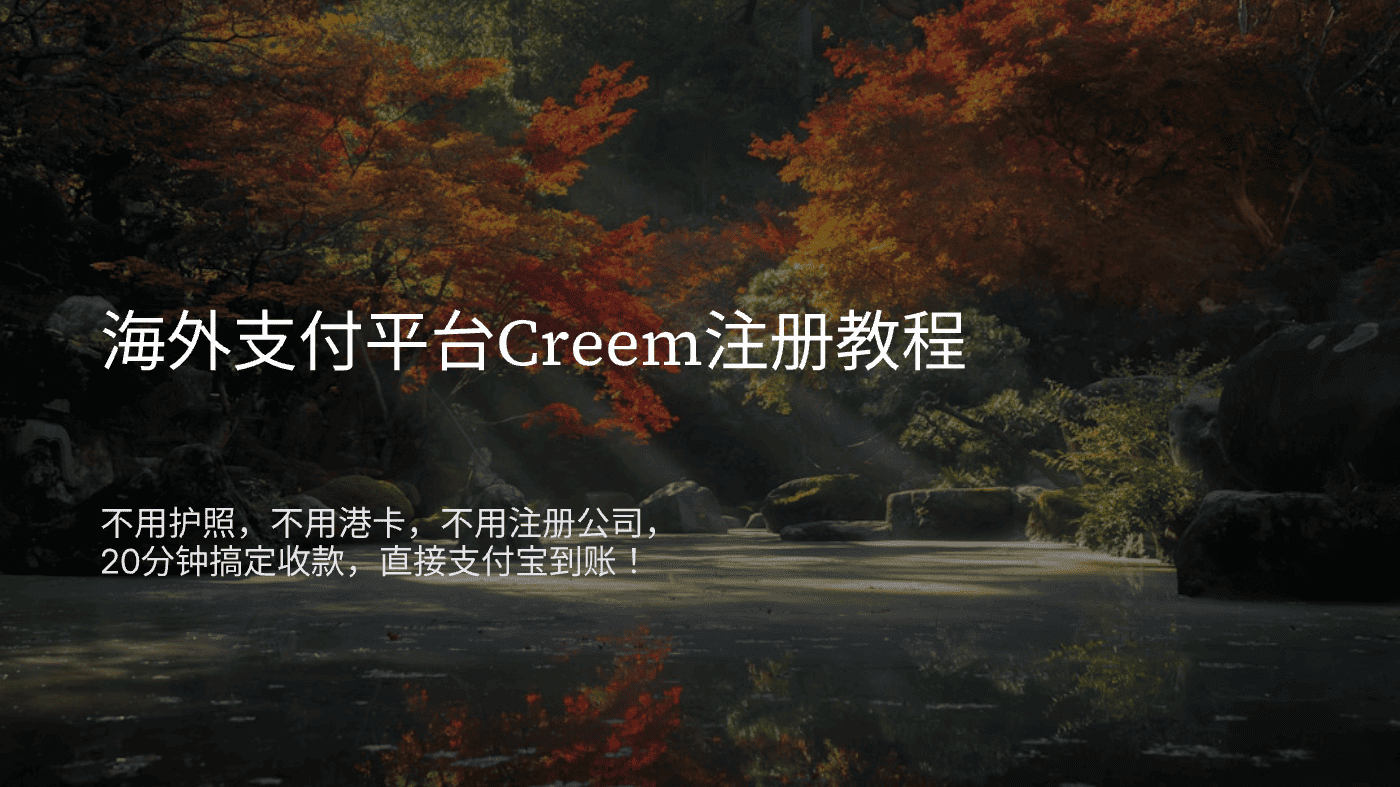 海外支付平台Creem注册教程
不用护照，不用港卡，不用注册公司，
20分钟搞定收款，直接支付宝到账！